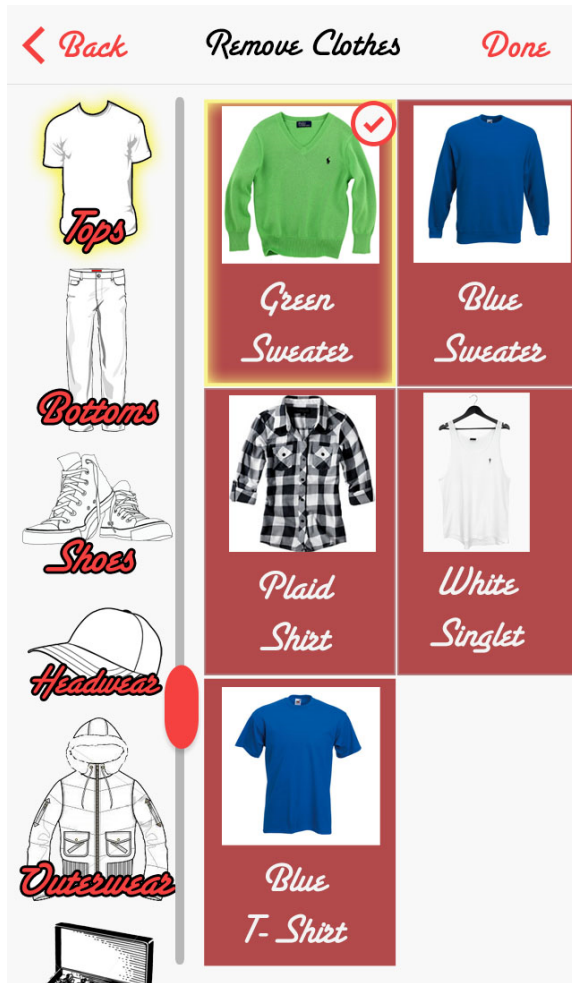 Back
Remove Clothes
Done
Tops
Bottoms
Shoes
Headwear
Outerwear
Green
Sweater
Blue
Sweater
Plaid
Shirt
White
Singlet
Blue
T- Shirt